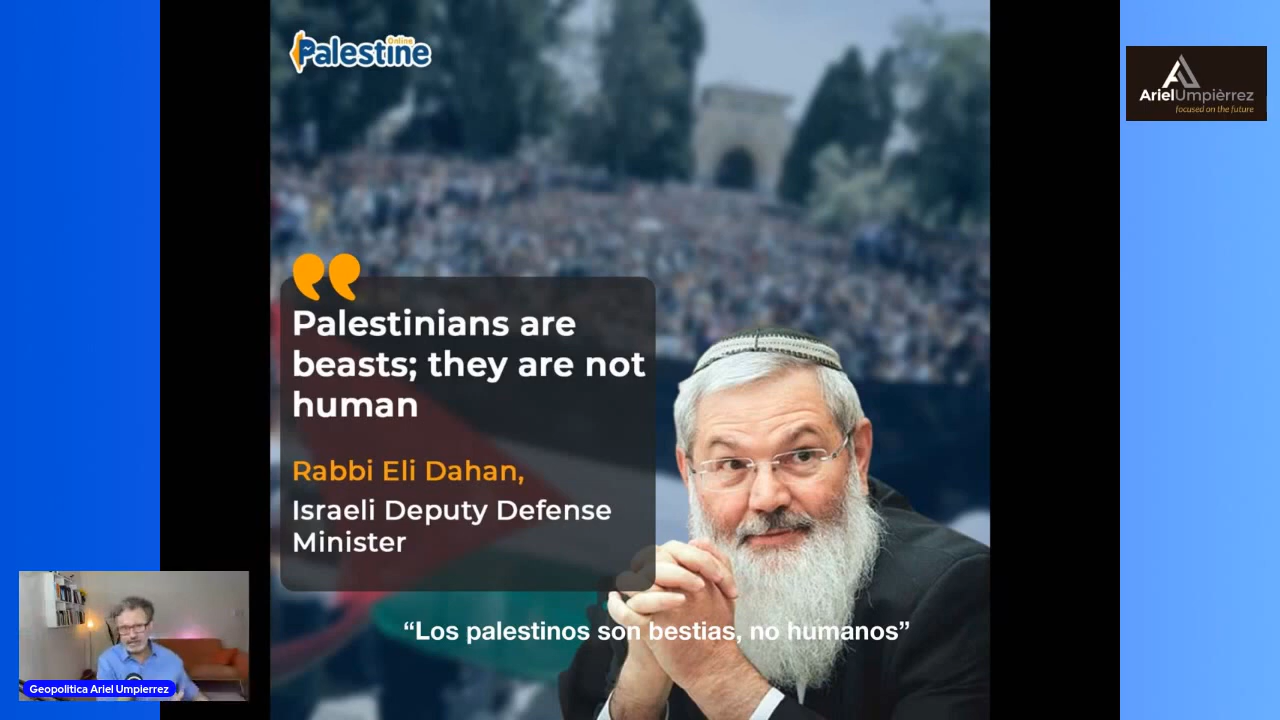 Online
Palestine
ArielUmpièrrez
focused on the future
Palestinians are
beasts; they are not
human
Rabbi Eli Dahan,
Israeli Deputy Defense
Minister
“Los palestinos son bestias, no humanos”
Geopolitica Ariel Umpierrez